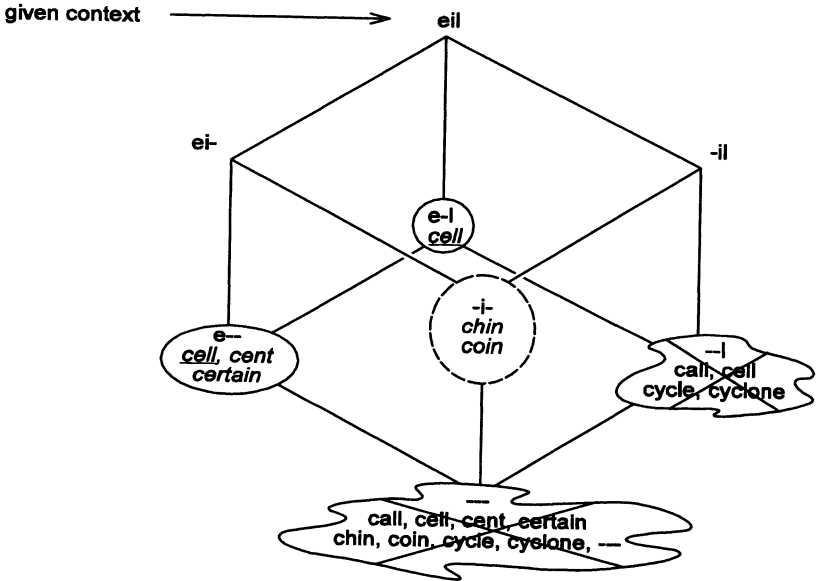 given context
eil
ei-
-il
e-l
cell
-i-
chin
coin
e--
cell, cent
certain
--l
call, cell
cycle, cyclone
---
call, cell, cent, certain
chin, coin, cycle, cyclone, ---